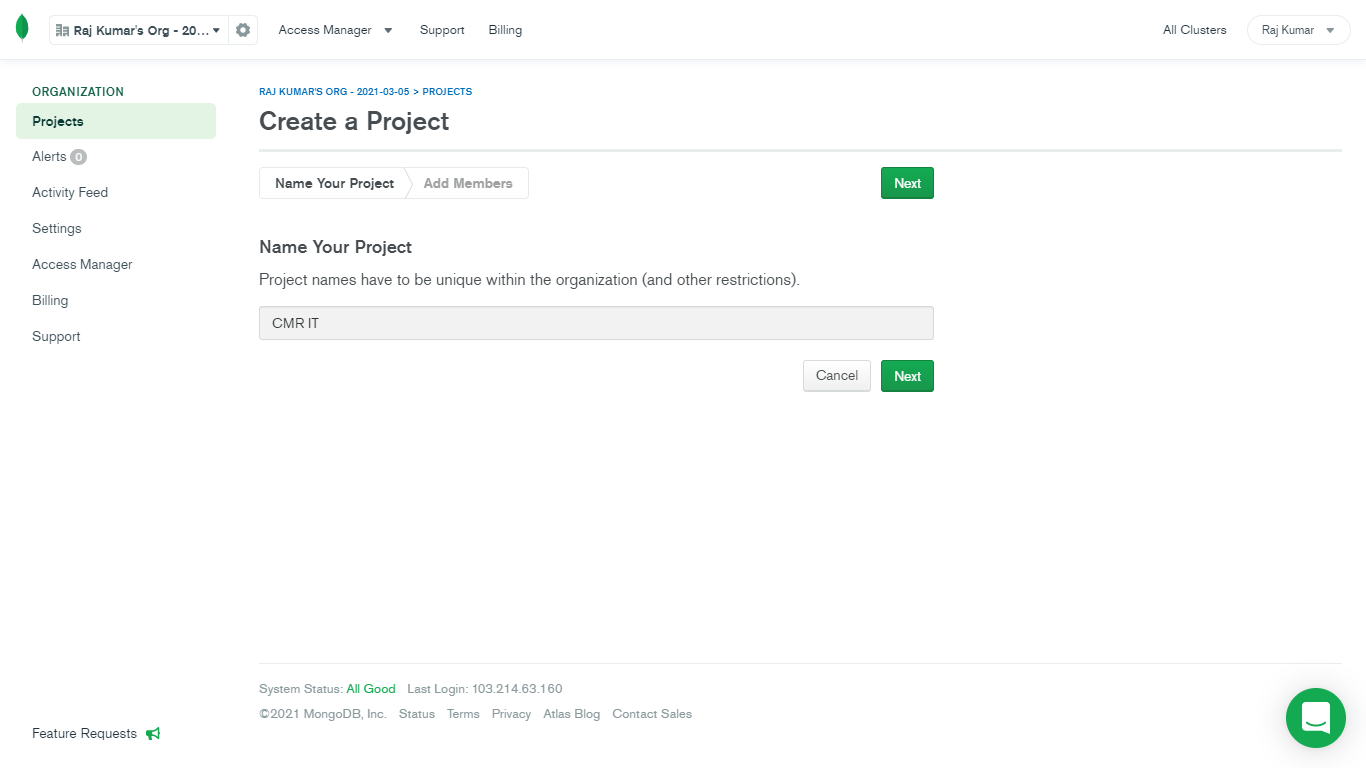 Raj Kumar's Org - 20...
Access Manager
Support
Billing
All Clusters
Raj Kumar
ORGANIZATION
Projects
Alerts 0
Activity Feed
Settings
Access Manager
Billing
Support
Feature Requests
RAJ KUMAR'S ORG - 2021-03-05 > PROJECTS
Create a Project
Name Your Project
Add Members
Next
Name Your Project
Project names have to be unique within the organization (and other restrictions).
CMR IT
Cancel
Next
System Status: All Good Last Login: 103.214.63.160
©2021 MongoDB, Inc. Status Terms Privacy Atlas Blog Contact Sales